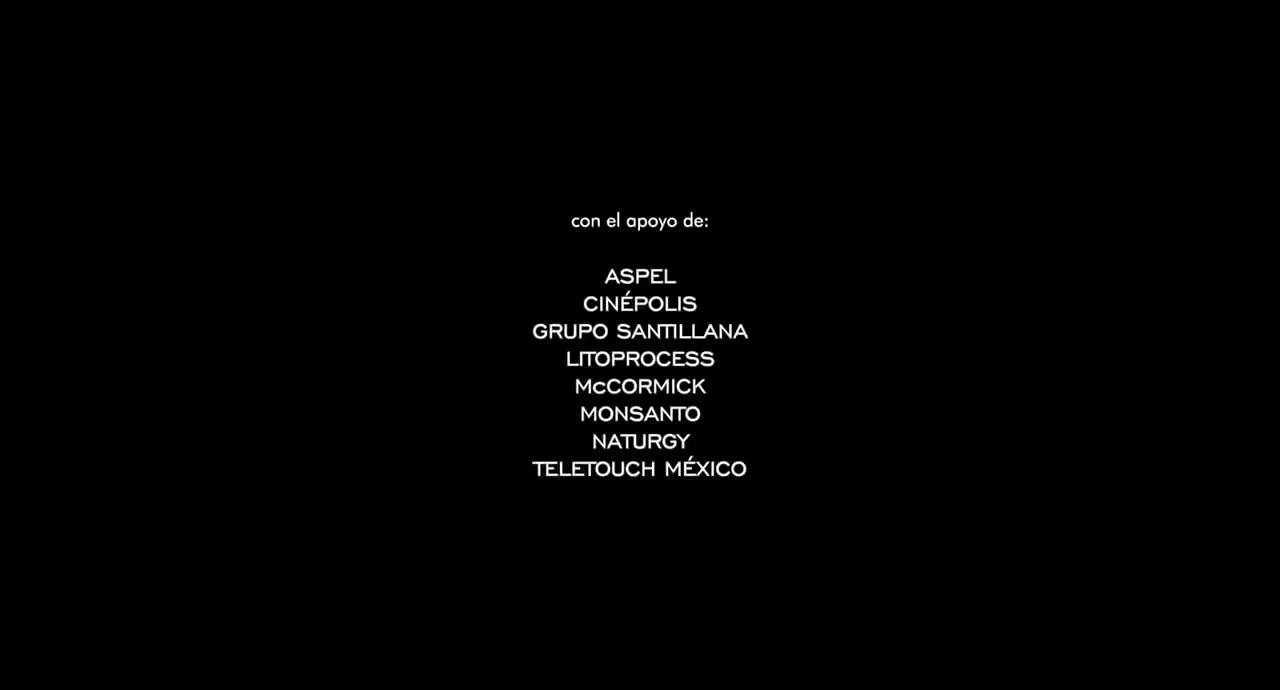 con el apoyo de:
ASPEL
CINÉPOLIS
GRUPO SANTILLANA
LITOPROCESS
McCORMICK
MONSANTO
NATURGY
TELETOUCH MÉXICO